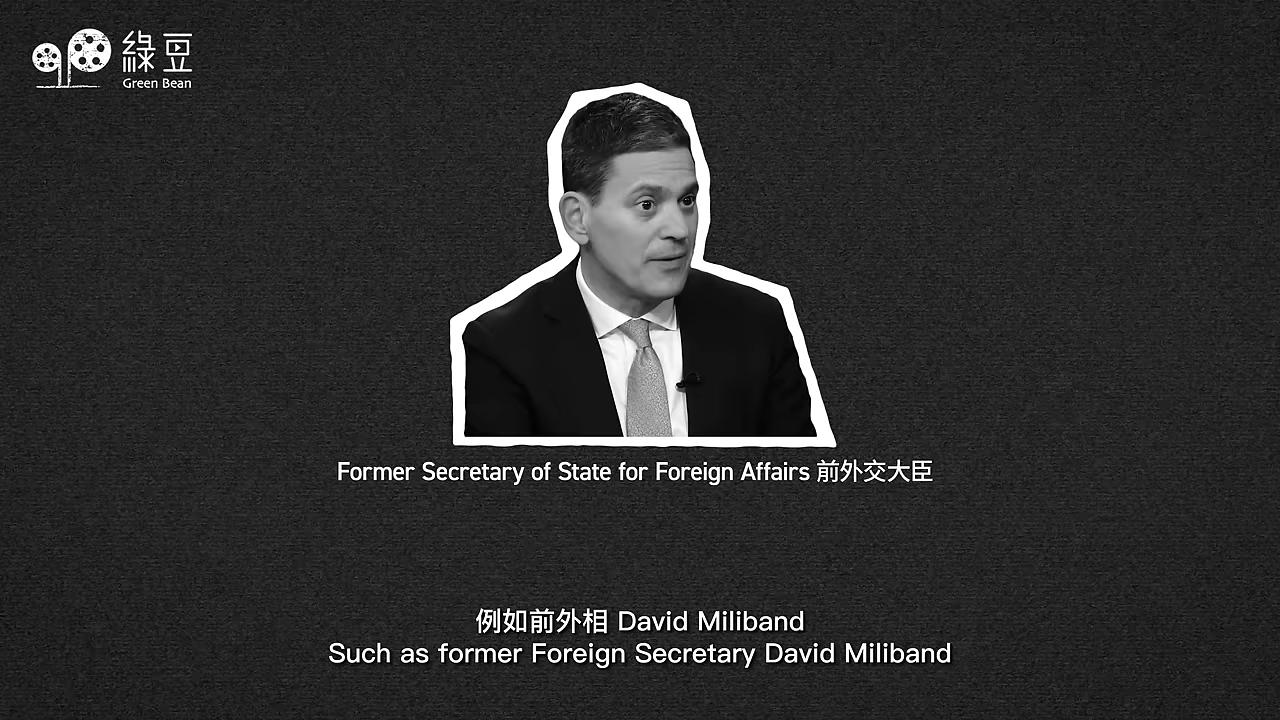 綠豆
Green Bean
Former Secretary of State for Foreign Affairs 前外交大臣
例如前外相 David Miliband
Such as former Foreign Secretary David Miliband